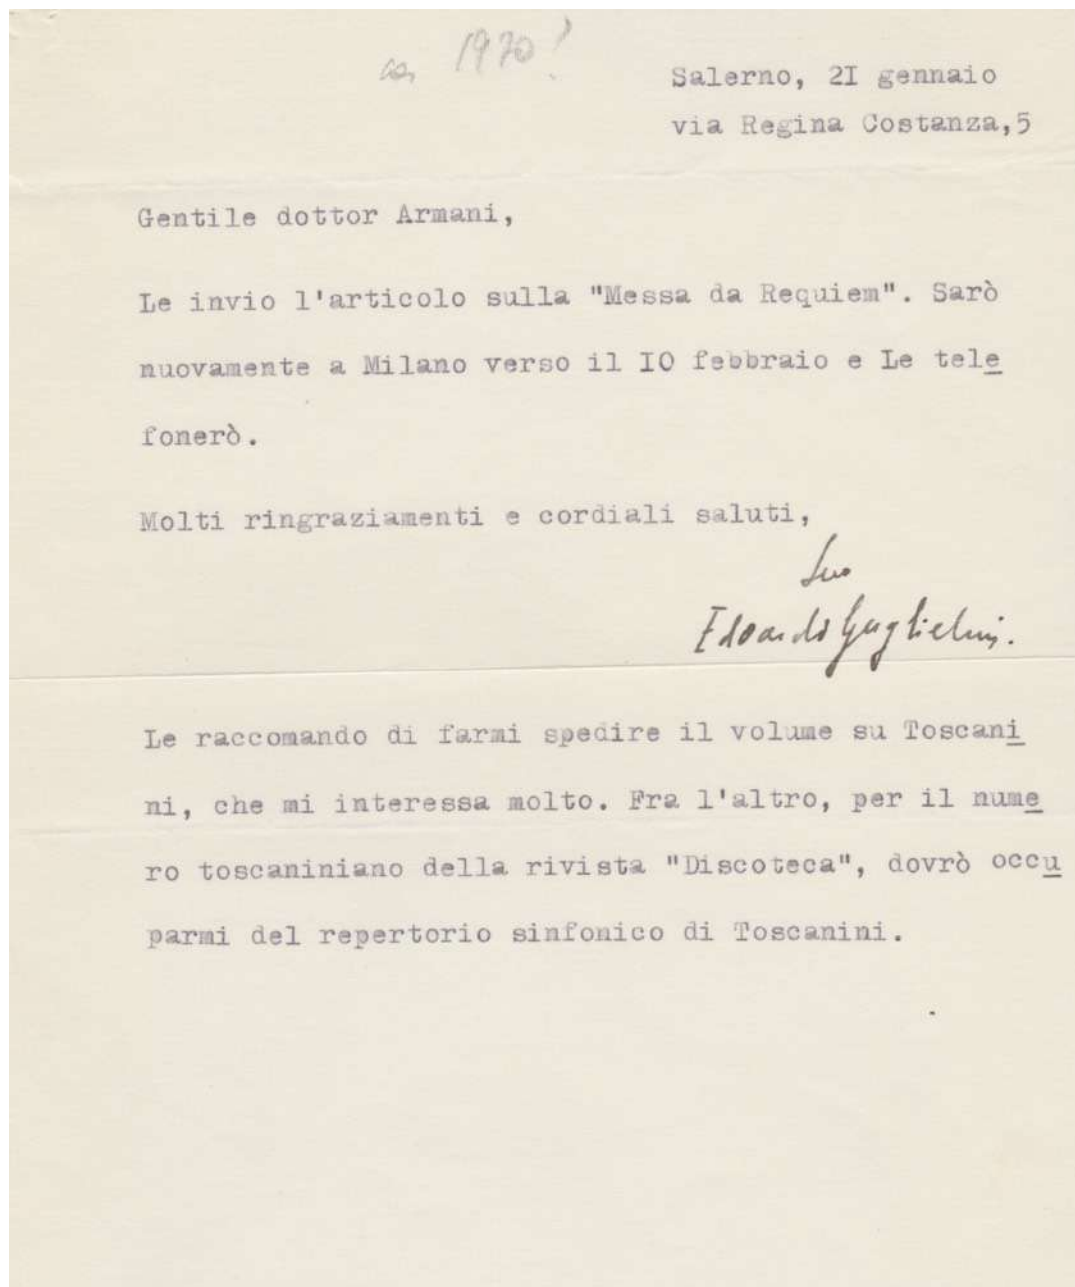 ca, 1970?
Salerno, 2I gennaio
via Regina Costanza,5
Gentile dottor Armani,
Le invio l'articolo sulla "Messa da Requiem". Sarò
nuovamente a Milano verso il IO febbraio e Le tele
fonerò.
Molti ringraziamenti e cordiali saluti,
Suo
Edoardo Guglielmi.
Le raccomando di farmi spedire il volume su Toscani
ni, che mi interessa molto. Fra l'altro, per il nume
ro toscaniniano della rivista "Discoteca", dovrò occu
parmi del repertorio sinfonico di Toscanini.